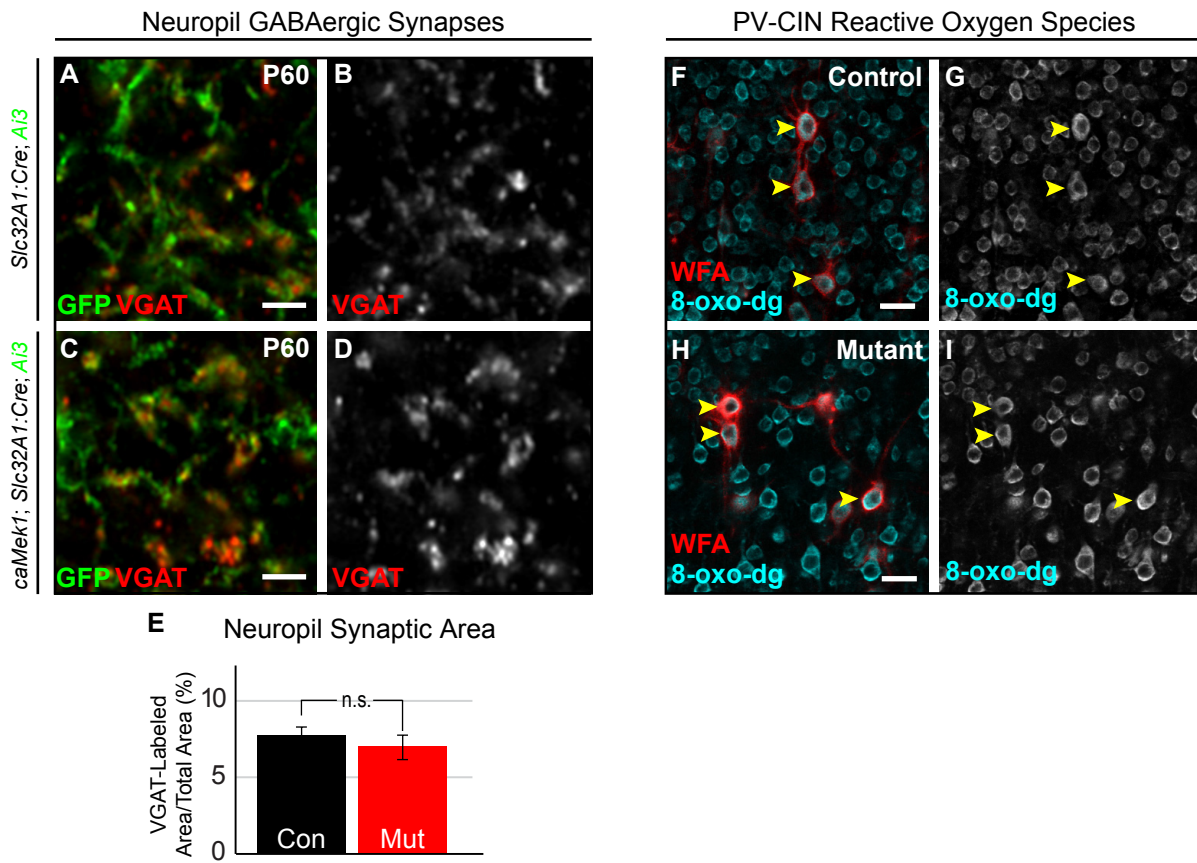 Neuropil GABAergic Synapses
PV-CIN Reactive Oxygen Species
Slc32A1:Cre; Ai3
A
P60
GFP VGAT
B
VGAT
F
Control
WFA
8-oxo-dg
G
8-oxo-dg
caMek1; Slc32A1:Cre; Ai3
C
P60
GFP VGAT
D
VGAT
H
Mutant
WFA
8-oxo-dg
I
8-oxo-dg
E
Neuropil Synaptic Area
VGAT-Labeled
Area/Total Area (%)
10
5
0
n.s.
Con
Mut